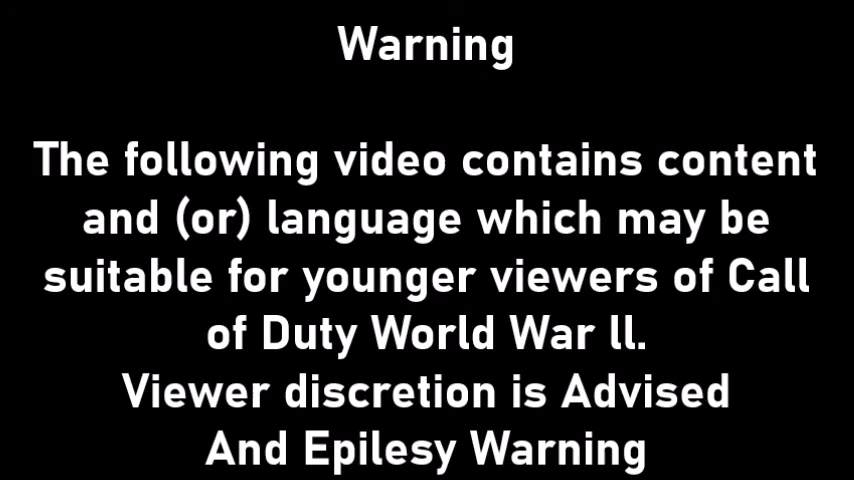 Warning
The following video contains content
and (or) language which may be
suitable for younger viewers of Call
of Duty World War ll.
Viewer discretion is Advised
And Epilesy Warning